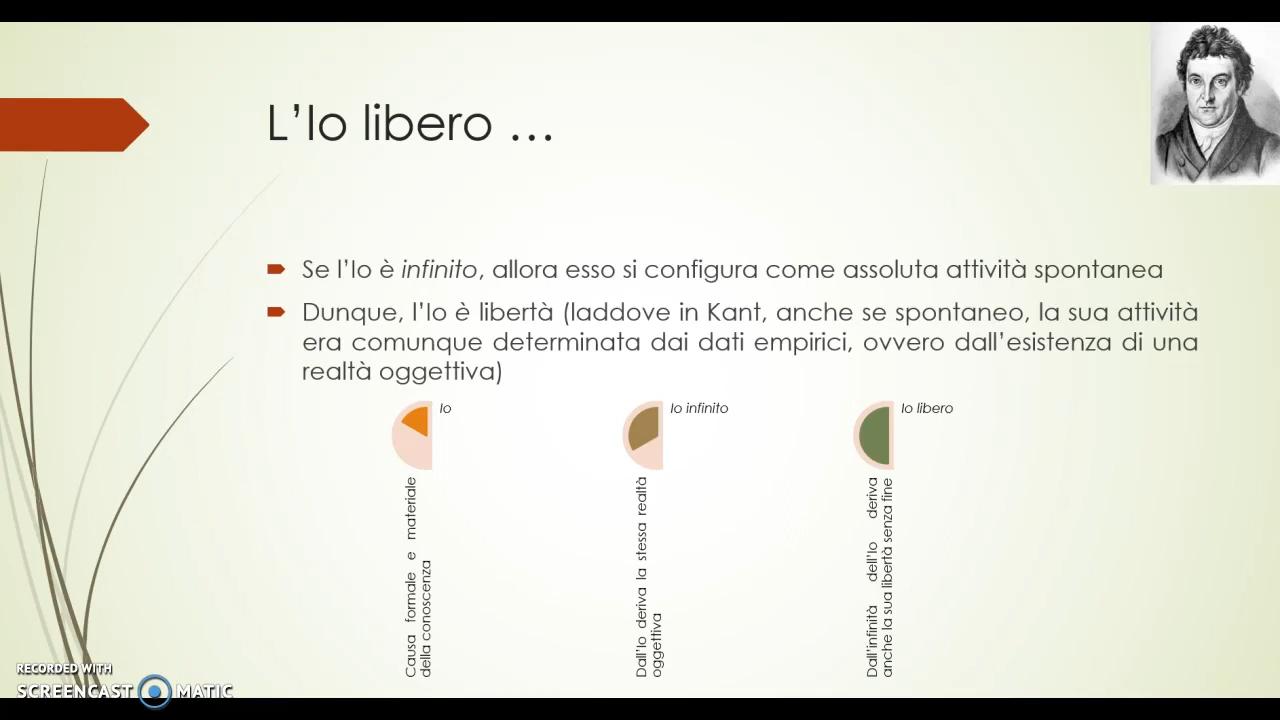 L’Io libero …
Se l’Io è infinito, allora esso si configura come assoluta attività spontanea
Dunque, l’Io è libertà (laddove in Kant, anche se spontaneo, la sua attività
era comunque determinata dai dati empirici, ovvero dall’esistenza di una
realtà oggettiva)
Io
Causa formale e materiale
della conoscenza
Io infinito
Dall’Io deriva la stessa realtà
oggettiva
Io libero
Dall’infinità dell’Io deriva
anche la sua libertà senza fine
RECORDED WITH
SCREENCAST MATIC